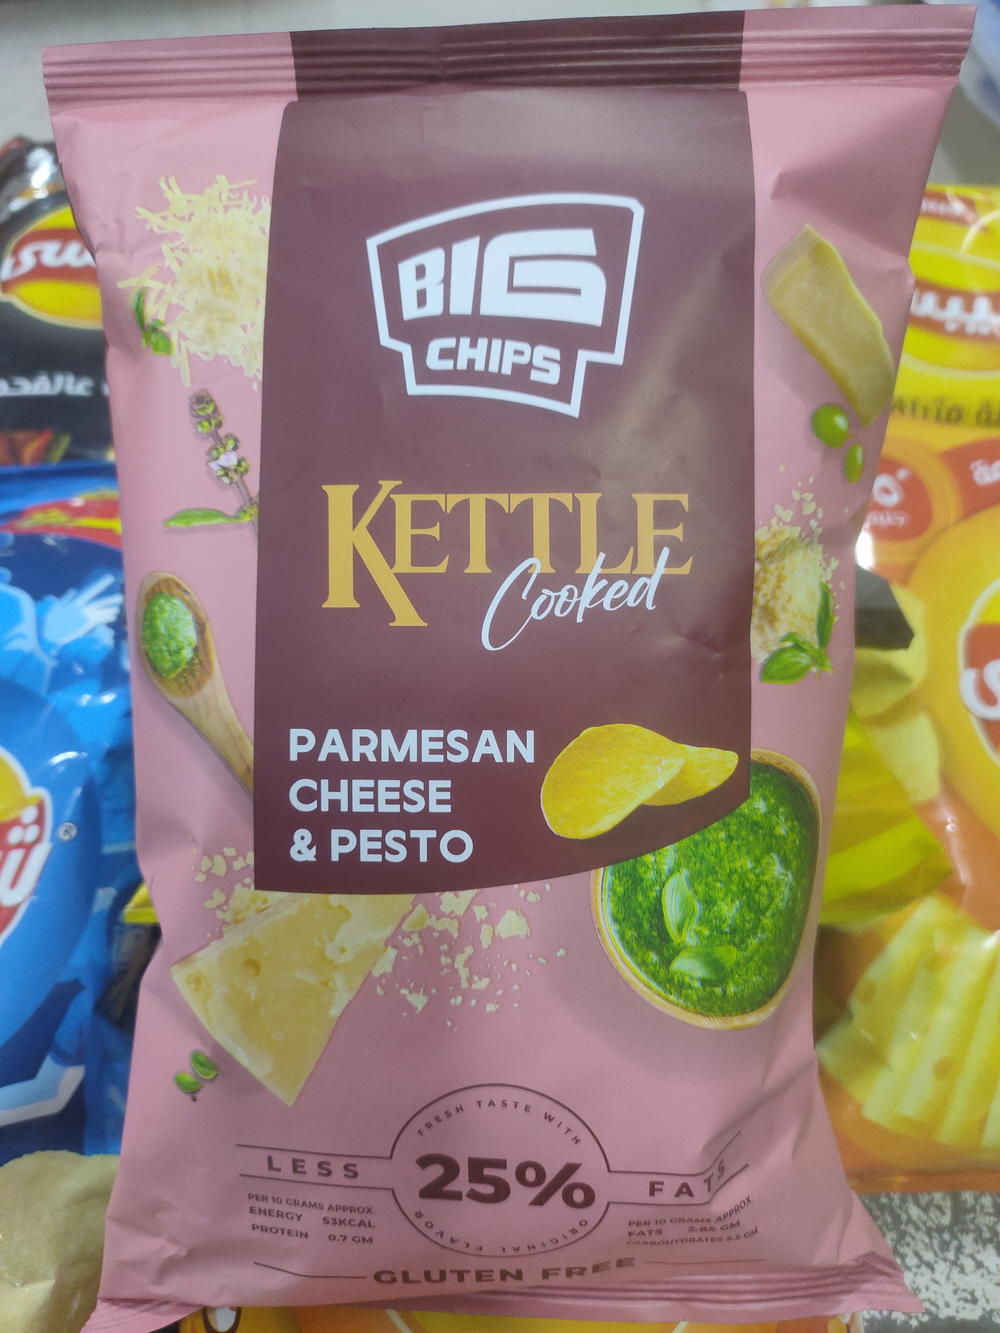 BIG
CHIPS
KETTLE
Cooked
PARMESAN
CHEESE
& PESTO
FRESH TASTE WITH
LESS 25% FATS
ORIGINAL FLAVOR
PER 10 GRAMS APPROX.
ENERGY 53KCAL
PROTEIN 0.7 GM
PER 10 GRAMS APPROX.
FATS 2.88 GM
CARBOHYDRATES 5.5 GM
GLUTEN FREE
®